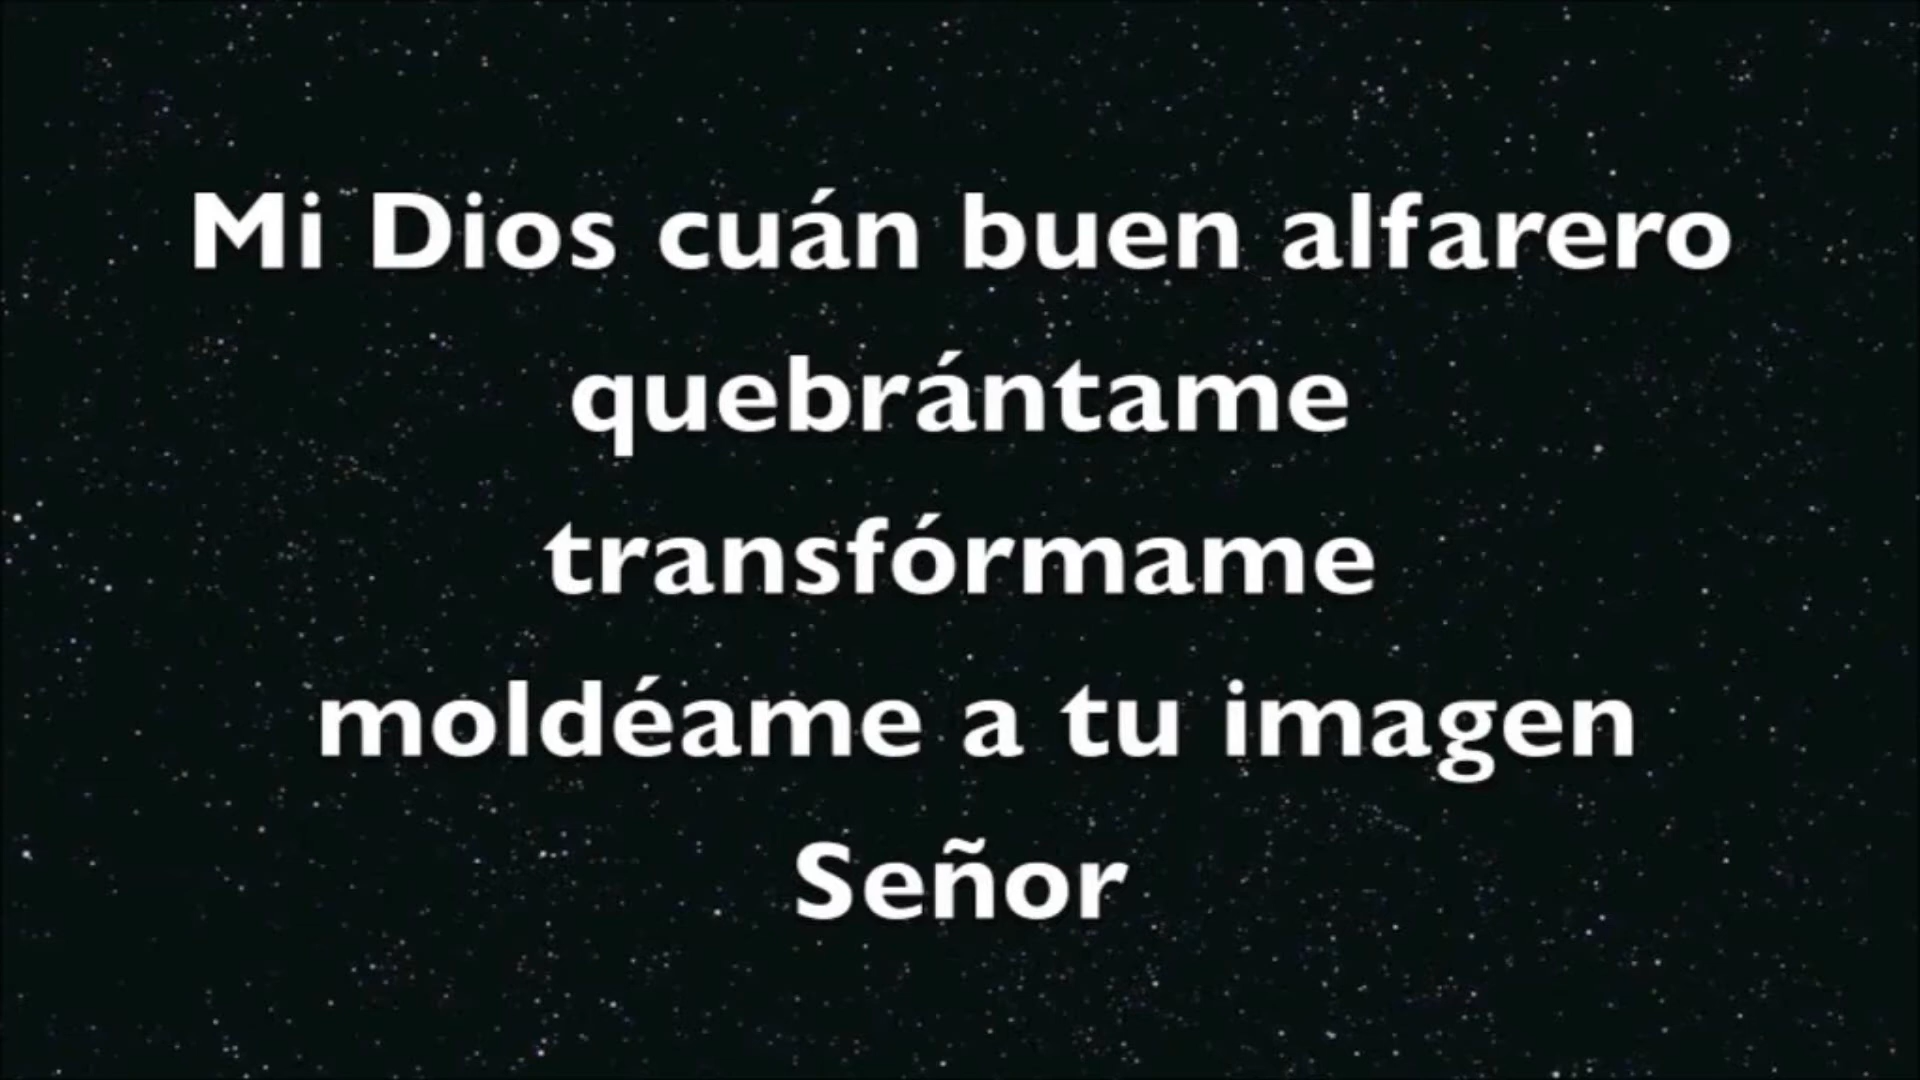 Mi Dios cuán buen alfarero
quebrántame
transfórmame
moldéame a tu imagen
Señor